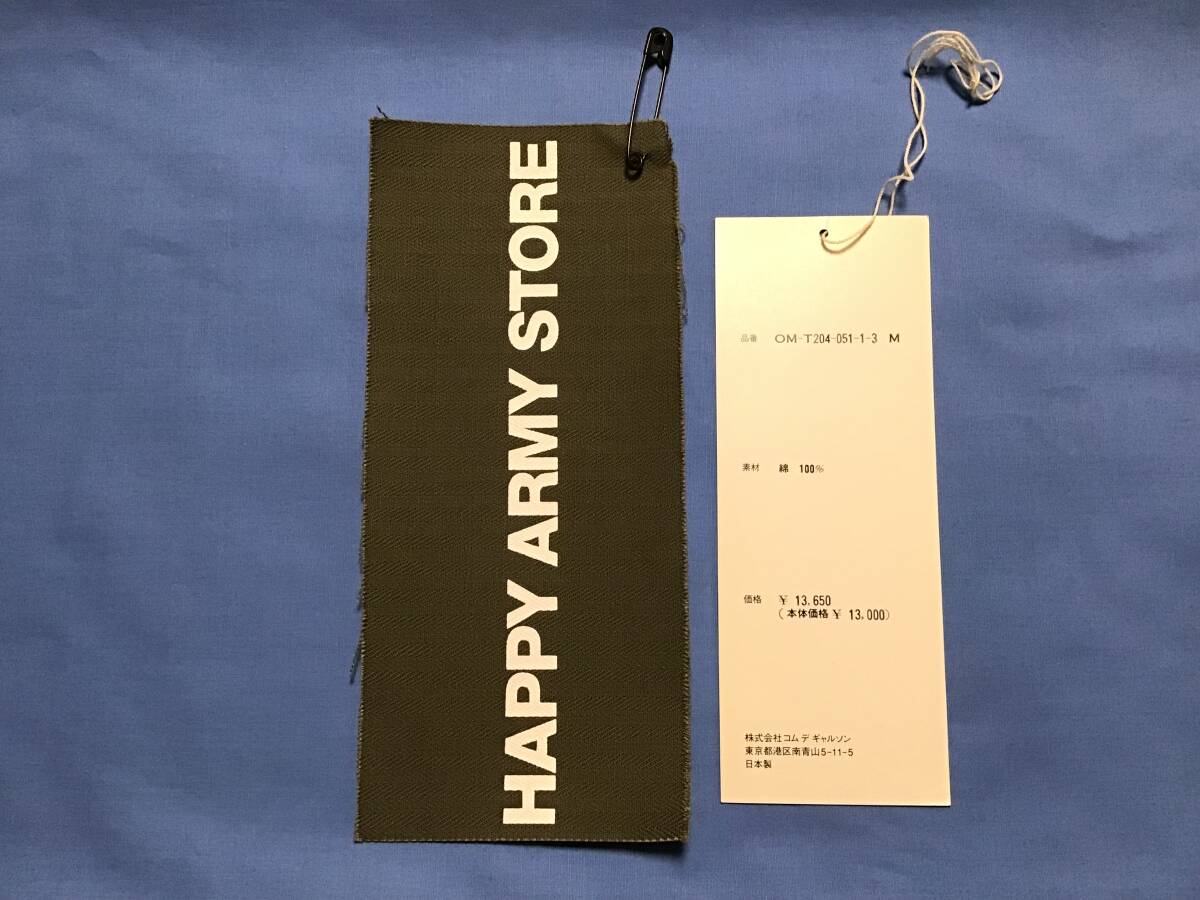 HAPPY ARMY STORE
品番 OM-T204-051-1-3 M
素材 綿 100%
価格 ¥ 13,650
(本体価格 ¥ 13,000)
株式会社コム デ ギャルソン
東京都港区南青山5-11-5
日本製